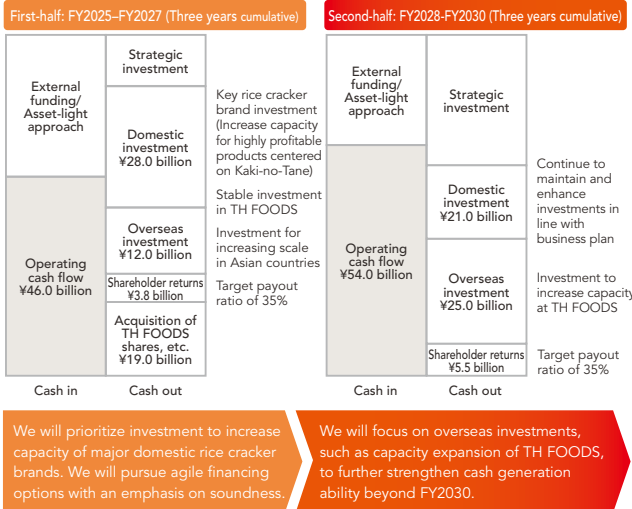 First-half: FY2025–FY2027 (Three years cumulative)
External
funding/
Asset-light
approach
Operating
cash flow
¥46.0 billion
Strategic
investment
Domestic
investment
¥28.0 billion
Overseas
investment
¥12.0 billion
Shareholder returns
¥3.8 billion
Acquisition of
TH FOODS
shares, etc.
¥19.0 billion
Key rice cracker
brand investment
(Increase capacity
for highly profitable
products centered
on Kaki-no-Tane)
Stable investment
in TH FOODS
Investment for
increasing scale
in Asian countries
Target payout
ratio of 35%
Cash in
Cash out
Second-half: FY2028-FY2030 (Three years cumulative)
External
funding/
Asset-light
approach
Operating
cash flow
¥54.0 billion
Strategic
investment
Domestic
investment
¥21.0 billion
Overseas
investment
¥25.0 billion
Shareholder returns
¥5.5 billion
Continue to
maintain and
enhance
investments in
line with
business plan
Investment to
increase capacity
at TH FOODS
Target payout
ratio of 35%
Cash in
Cash out
We will prioritize investment to increase
capacity of major domestic rice cracker
brands. We will pursue agile financing
options with an emphasis on soundness.
We will focus on overseas investments,
such as capacity expansion of TH FOODS,
to further strengthen cash generation
ability beyond FY2030.